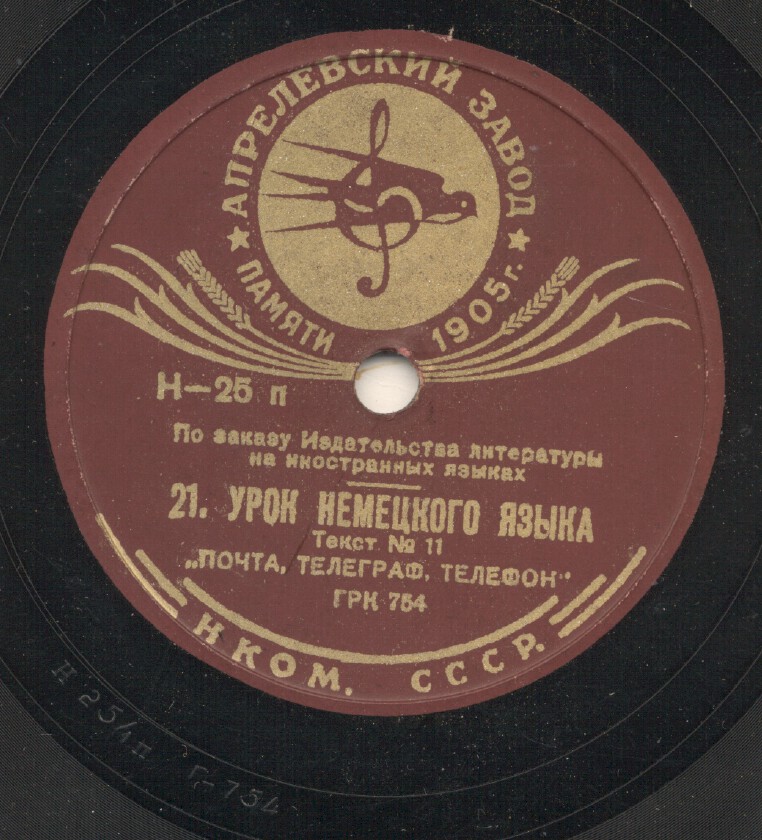 АПРЕЛЕВСКИЙ ЗАВОД
ПАМЯТИ 1905 г.
Н—25 п
По заказу Издательства литературы
на иностранных языках
21. УРОК НЕМЕЦКОГО ЯЗЫКА
Текст № 11
„ПОЧТА, ТЕЛЕГРАФ, ТЕЛЕФОН“
ГРК 754
НКОМ. СССР.